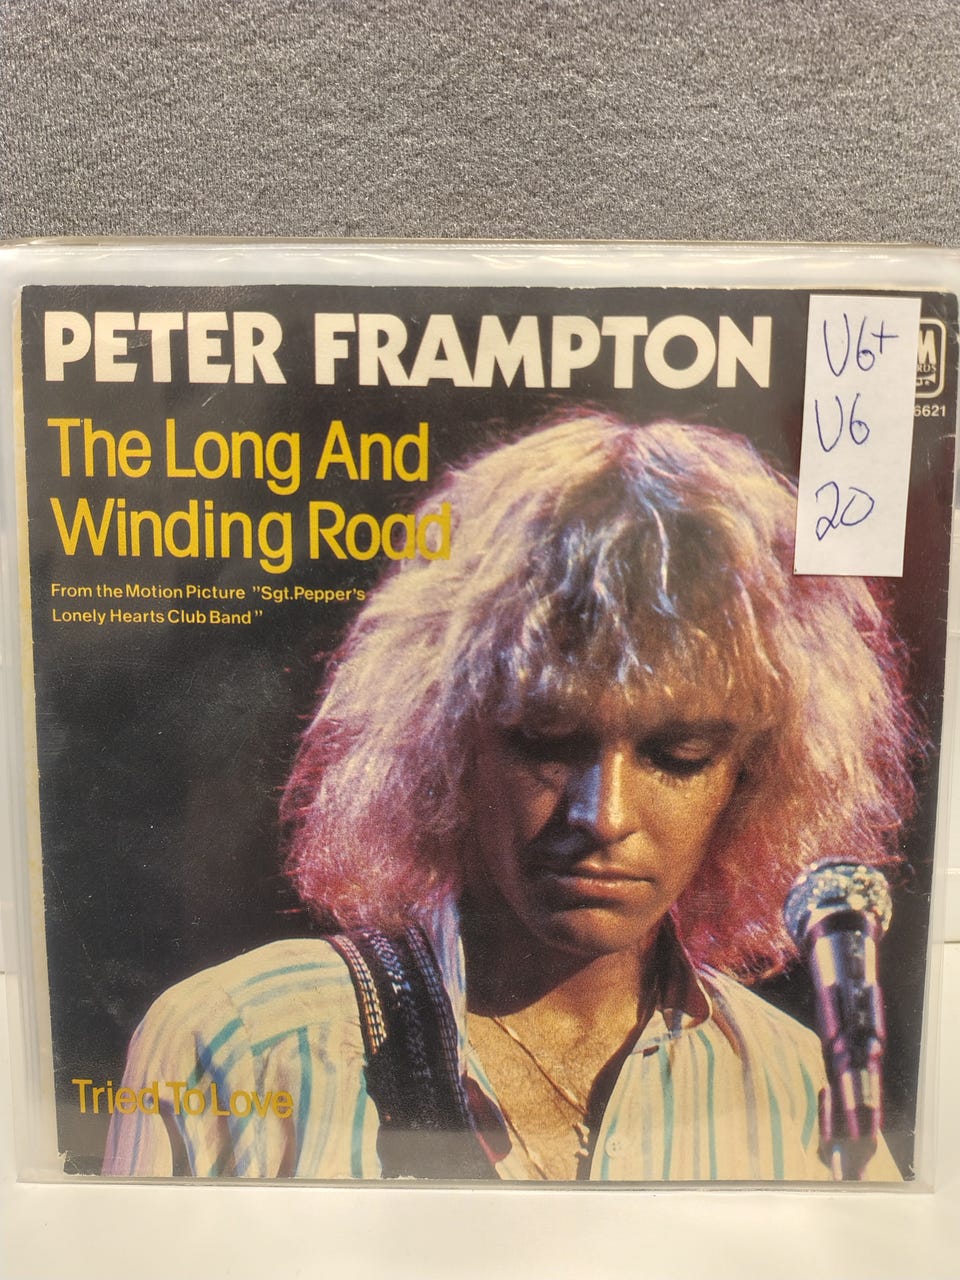 PETER FRAMPTON
The Long And
Winding Road
From the Motion Picture ”Sgt.Pepper's
Lonely Hearts Club Band”
VG+
VG
20
M
RDS
6621
Tried To Love